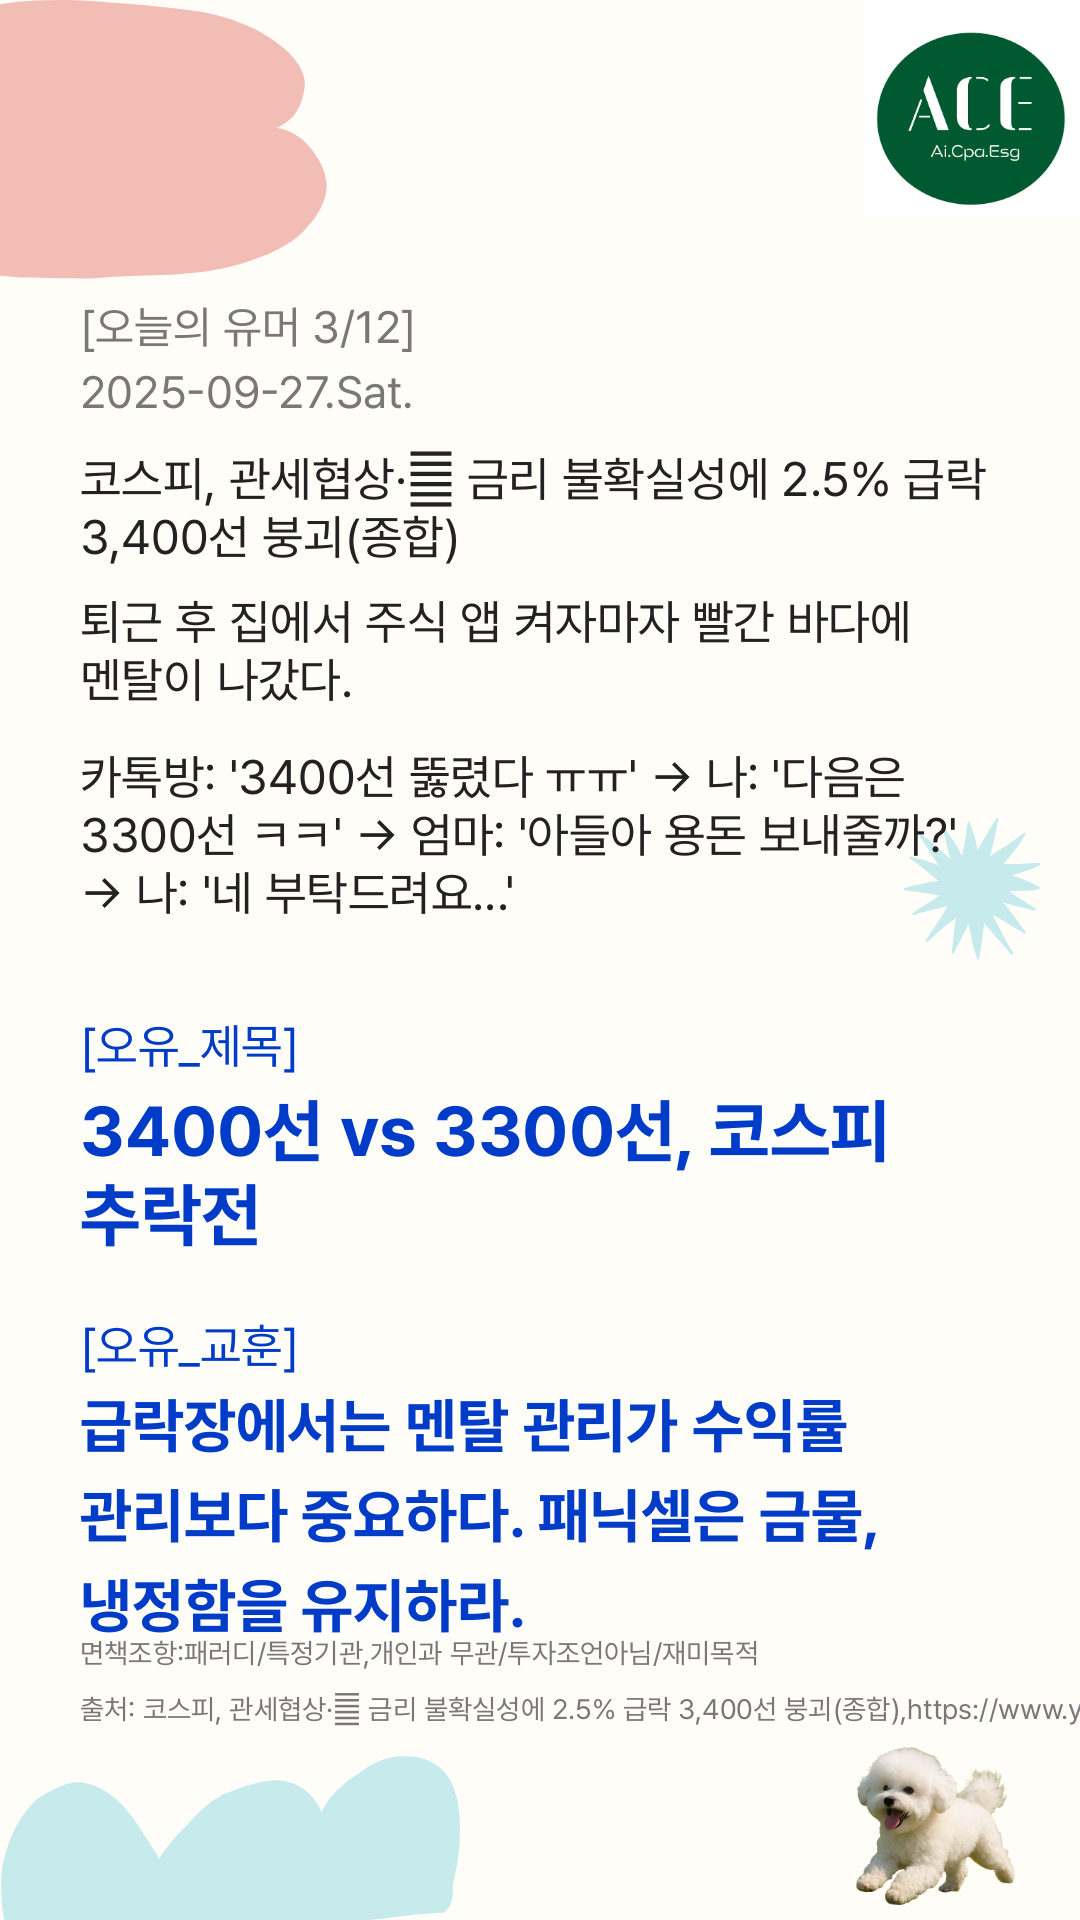 ACE
Ai.Cpa.Esg
[오늘의 유머 3/12]
2025-09-27.Sat.
코스피, 관세협상· 금리 불확실성에 2.5% 급락
3,400선 붕괴(종합)
퇴근 후 집에서 주식 앱 켜자마자 빨간 바다에
멘탈이 나갔다.
카톡방: '3400선 뚫렸다 ㅠㅠ' → 나: '다음은
3300선 ㅋㅋ' → 엄마: '아들아 용돈 보내줄까?'
→ 나: '네 부탁드려요...'
[오유_제목]
3400선 vs 3300선, 코스피
추락전
[오유_교훈]
급락장에서는 멘탈 관리가 수익률
관리보다 중요하다. 패닉셀은 금물,
냉정함을 유지하라.
면책조항:패러디/특정기관,개인과 무관/투자조언아님/재미목적
출처: 코스피, 관세협상· 금리 불확실성에 2.5% 급락 3,400선 붕괴(종합),https://www.y